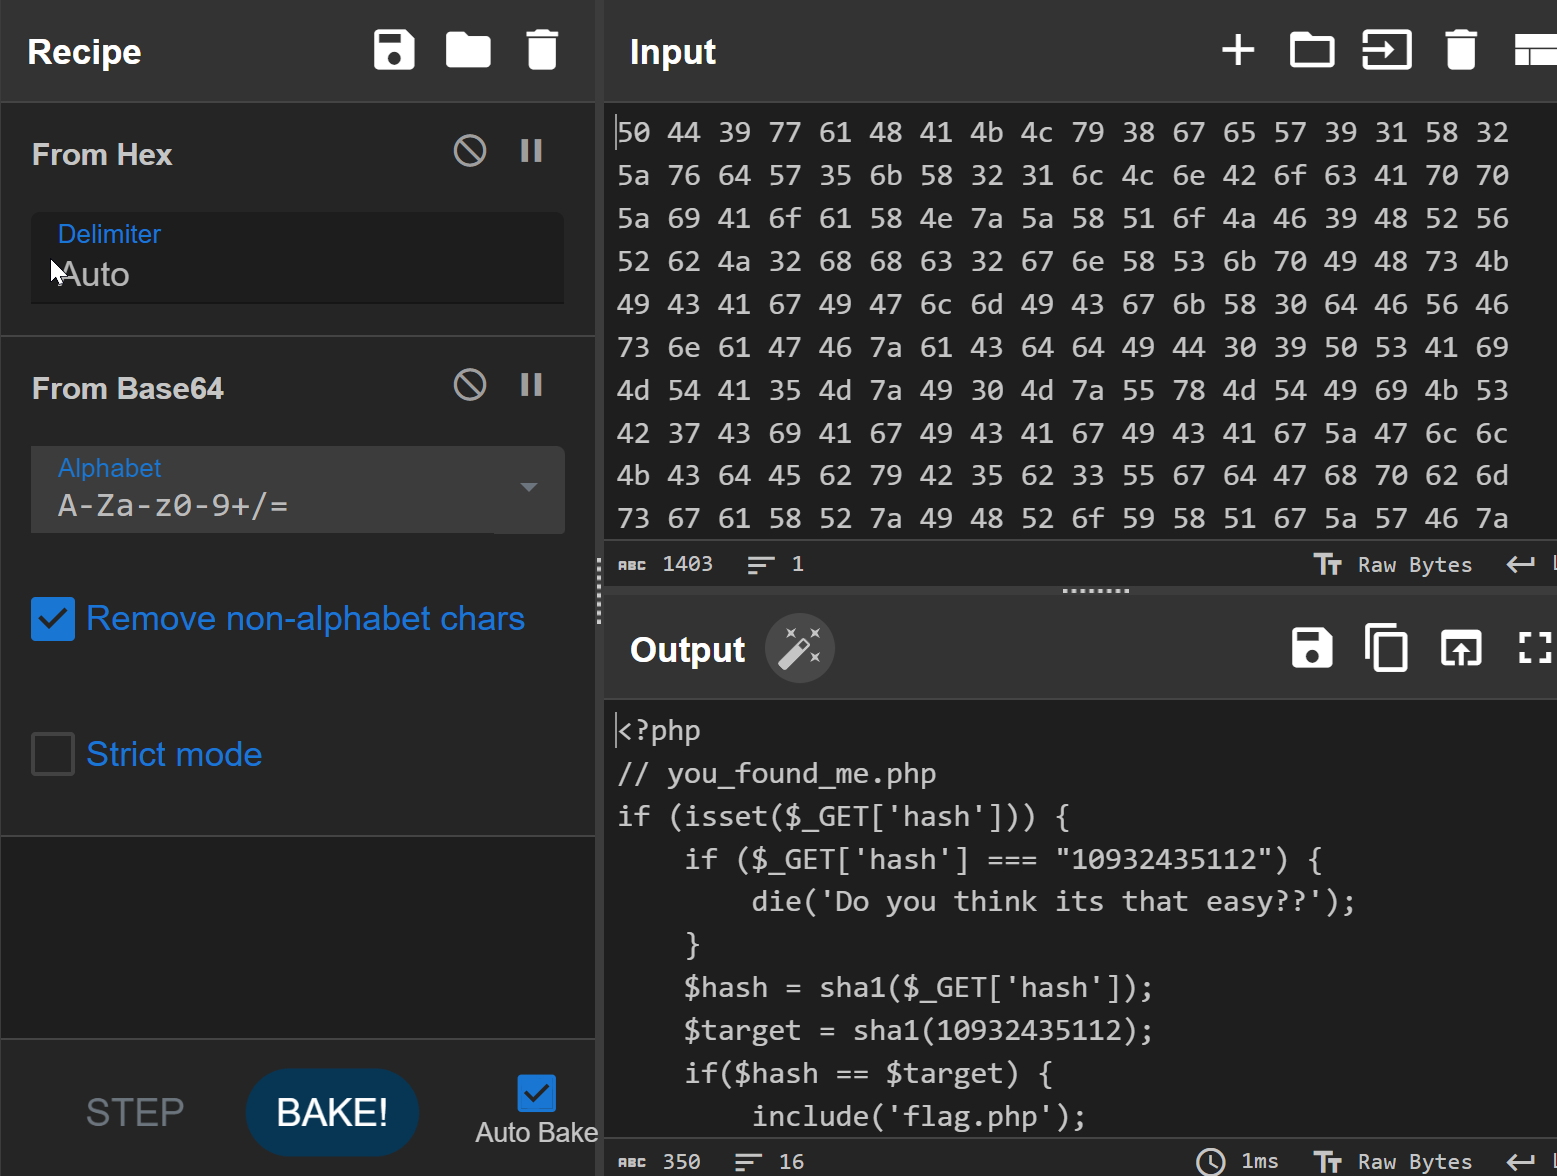 Recipe
From Hex
Delimiter
Auto
From Base64
Alphabet
A-Za-z0-9+/=
Remove non-alphabet chars
Strict mode
STEP
BAKE!
Auto Bake
Input
50 44 39 77 61 48 41 4b 4c 79 38 67 65 57 39 31 58 32
5a 76 64 57 35 6b 58 32 31 6c 4c 6e 42 6f 63 41 70 70
5a 69 41 6f 61 58 4e 7a 5a 58 51 6f 4a 46 39 48 52 56
52 62 4a 32 68 68 63 32 67 6e 58 53 6b 70 49 48 73 4b
49 43 41 67 49 47 6c 6d 49 43 67 6b 58 30 64 46 56 46
73 6e 61 47 46 7a 61 43 64 64 49 44 30 39 50 53 41 69
4d 54 41 35 4d 7a 49 30 4d 7a 55 78 4d 54 49 69 4b 53
42 37 43 69 41 67 49 43 41 67 49 43 41 67 5a 47 6c 6c
4b 43 64 45 62 79 42 35 62 33 55 67 64 47 68 70 62 6d
73 67 61 58 52 7a 49 48 52 6f 59 58 51 67 5a 57 46 7a
ABC 1403 1 Tт Raw Bytes
Output
<?php
// you_found_me.php
if (isset($_GET['hash'])) {
    if ($_GET['hash'] === "10932435112") {
        die('Do you think its that easy??');
    }
    $hash = sha1($_GET['hash']);
    $target = sha1(10932435112);
    if($hash == $target) {
        include('flag.php');
ABC 350 16 1ms Tт Raw Bytes